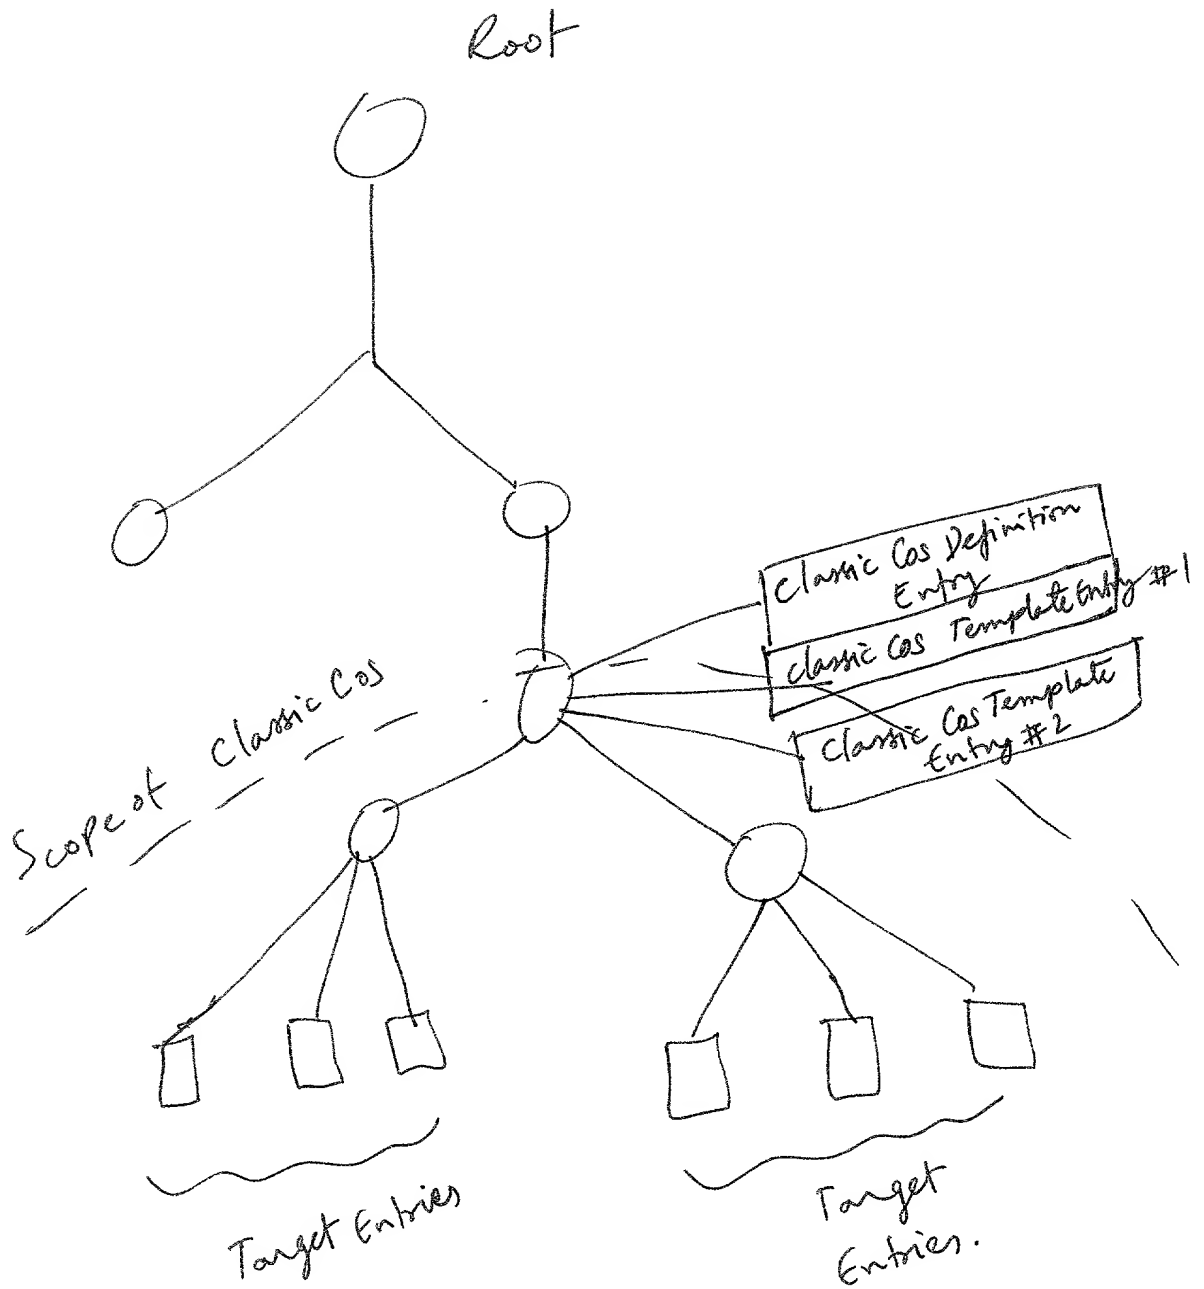 Root
Classic Cos Definition
Entry
Classic Cos Template Entry #1
Classic Cos Template
Entry #2
Scope of Classic Cos
Target Entries
Target
Entries.